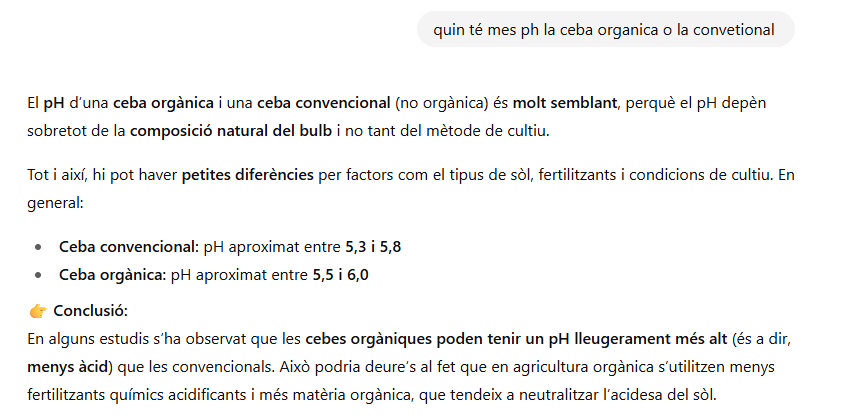 quin té mes ph la ceba organica o la convetional
El pH d'una ceba orgànica i una ceba convencional (no orgànica) és molt semblant, perquè el pH depèn
sobretot de la composició natural del bulb i no tant del mètode de cultiu.
Tot i així, hi pot haver petites diferències per factors com el tipus de sòl, fertilitzants i condicions de cultiu. En
general:
• Ceba convencional: pH aproximat entre 5,3 i 5,8
• Ceba orgànica: pH aproximat entre 5,5 i 6,0
👉 Conclusió:
En alguns estudis s'ha observat que les cebes orgàniques poden tenir un pH lleugerament més alt (és a dir,
menys àcid) que les convencionals. Això podria deure's al fet que en agricultura orgànica s'utilitzen menys
fertilitzants químics acidificants i més matèria orgànica, que tendeix a neutralitzar l'acidesa del sòl.